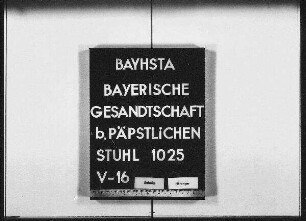 BAYHSTA
BAYERISCHE
GESANDTSCHAFT
b. PÄPSTLiCHEN
STUHL 1025
V-16